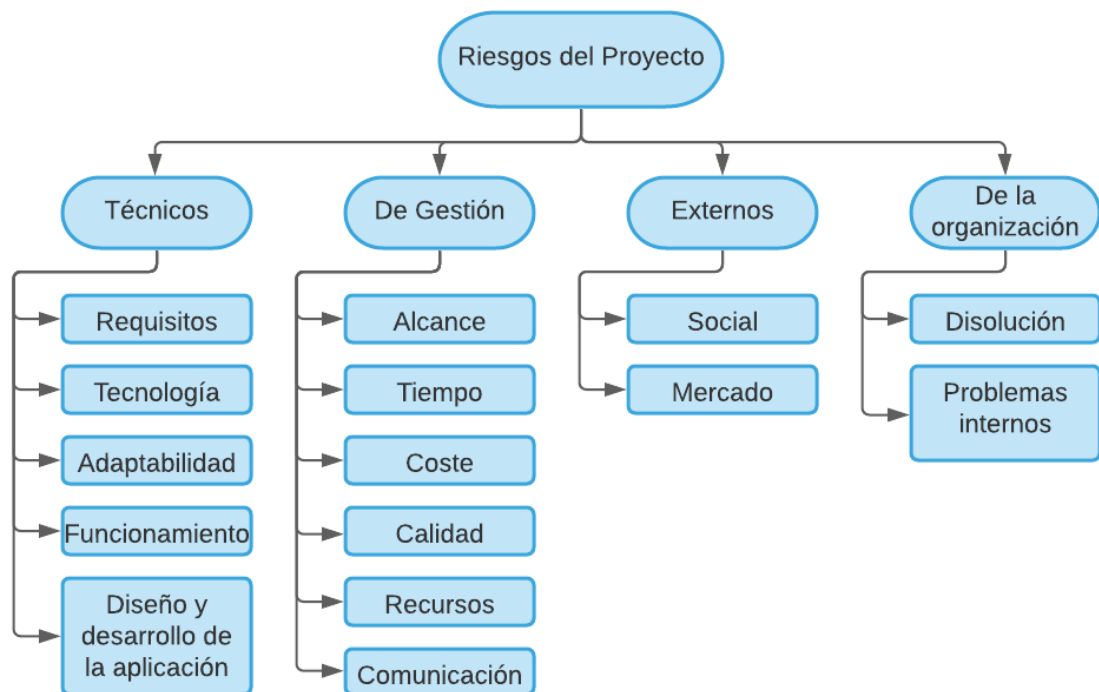 Riesgos del Proyecto
Técnicos
De Gestión
Externos
De la
organización
Requisitos
Tecnología
Adaptabilidad
Funcionamiento
Diseño y
desarrollo de
la aplicación
Alcance
Tiempo
Coste
Calidad
Recursos
Comunicación
Social
Mercado
Disolución
Problemas
internos